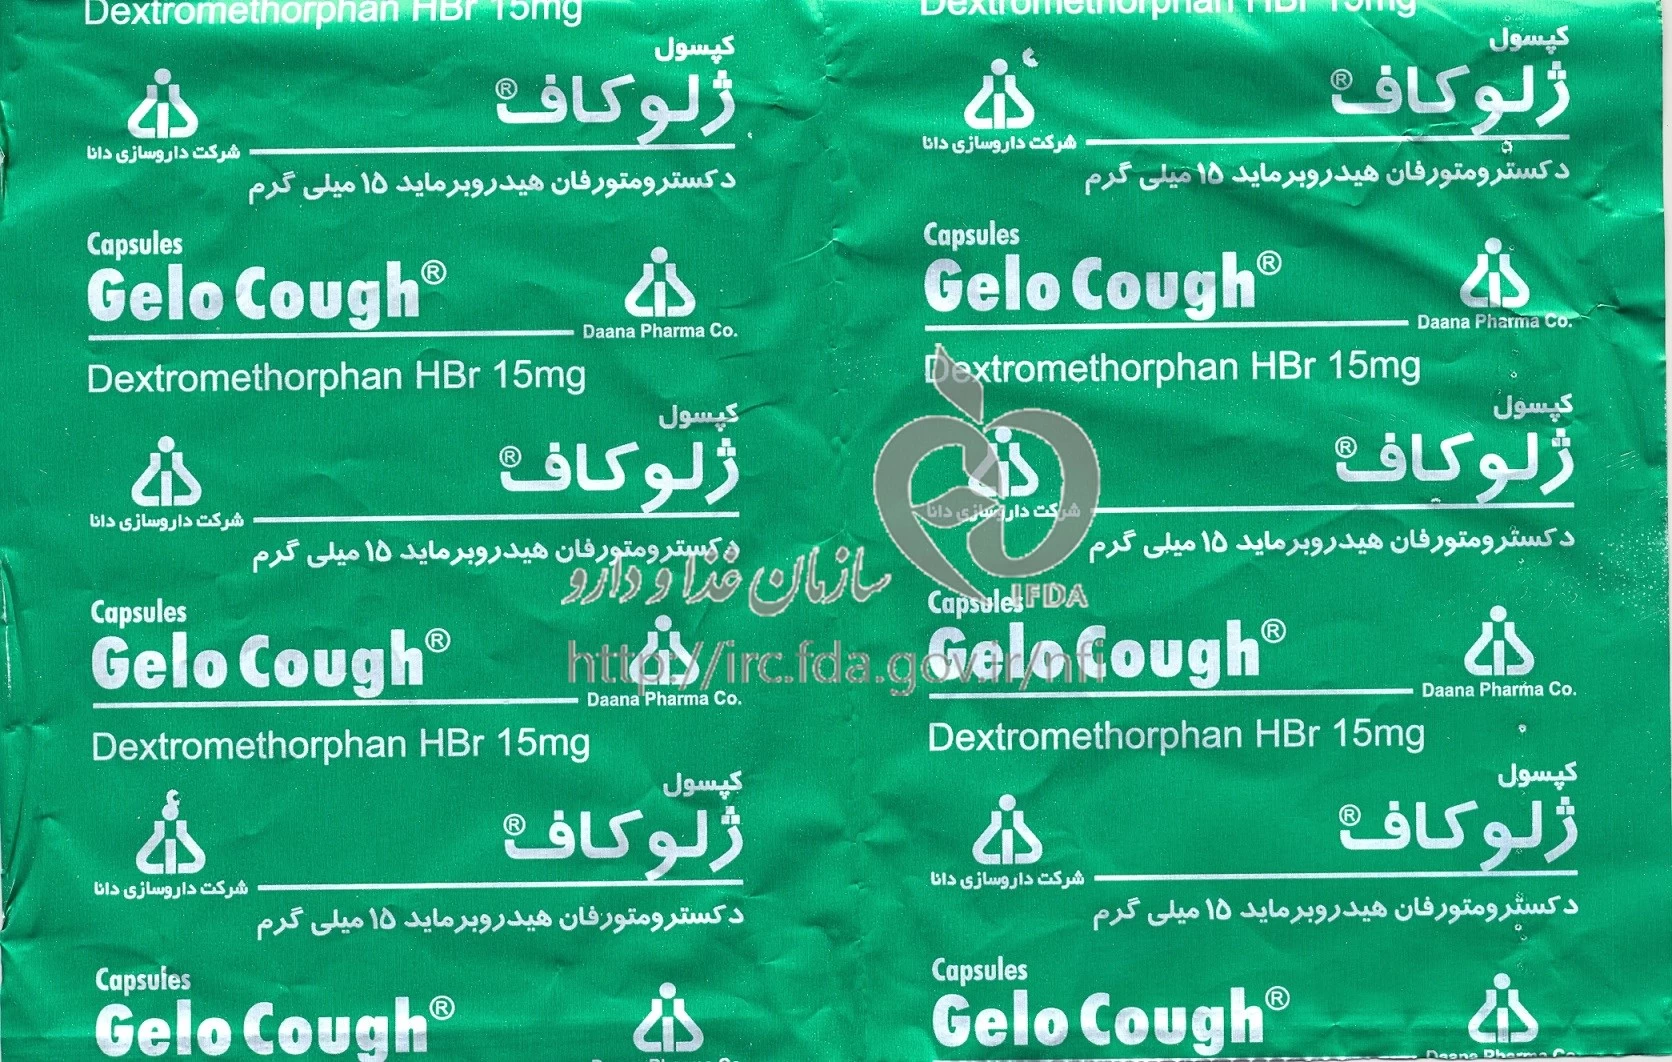 Dextromethorphan HBr 15mg
کپسول
ژلوکاف®
شرکت داروسازی دانا
دکسترومتورفان هیدروبرماید ۱۵ میلی گرم
Capsules
Gelo Cough®
Daana Pharma Co.
Dextromethorphan HBr 15mg
کپسول
ژلوکاف®
شرکت داروسازی دانا
دکسترومتورفان هیدروبرماید ۱۵ میلی گرم
Capsules
Gelo Cough®
Daana Pharma Co.
Dextromethorphan HBr 15mg
کپسول
ژلوکاف®
شرکت داروسازی دانا
دکسترومتورفان هیدروبرماید ۱۵ میلی گرم
Capsules
Gelo Cough®
Dextromethorphan HBr 15mg
کپسول
ژلوکاف®
شرکت داروسازی دانا
دکسترومتورفان هیدروبرماید ۱۵ میلی گرم
Capsules
Gelo Cough®
Daana Pharma Co.
Dextromethorphan HBr 15mg
کپسول
ژلوکاف®
شرکت داروسازی دانا
دکسترومتورفان هیدروبرماید ۱۵ میلی گرم
Capsules
Gelo Cough®
Daana Pharma Co.
Dextromethorphan HBr 15mg
کپسول
ژلوکاف®
شرکت داروسازی دانا
دکسترومتورفان هیدروبرماید ۱۵ میلی گرم
Capsules
Gelo Cough®
Daana Pharma Co.
IFDA
سازمان غذا و دارو
http://irc.fda.gov.ir/nfi